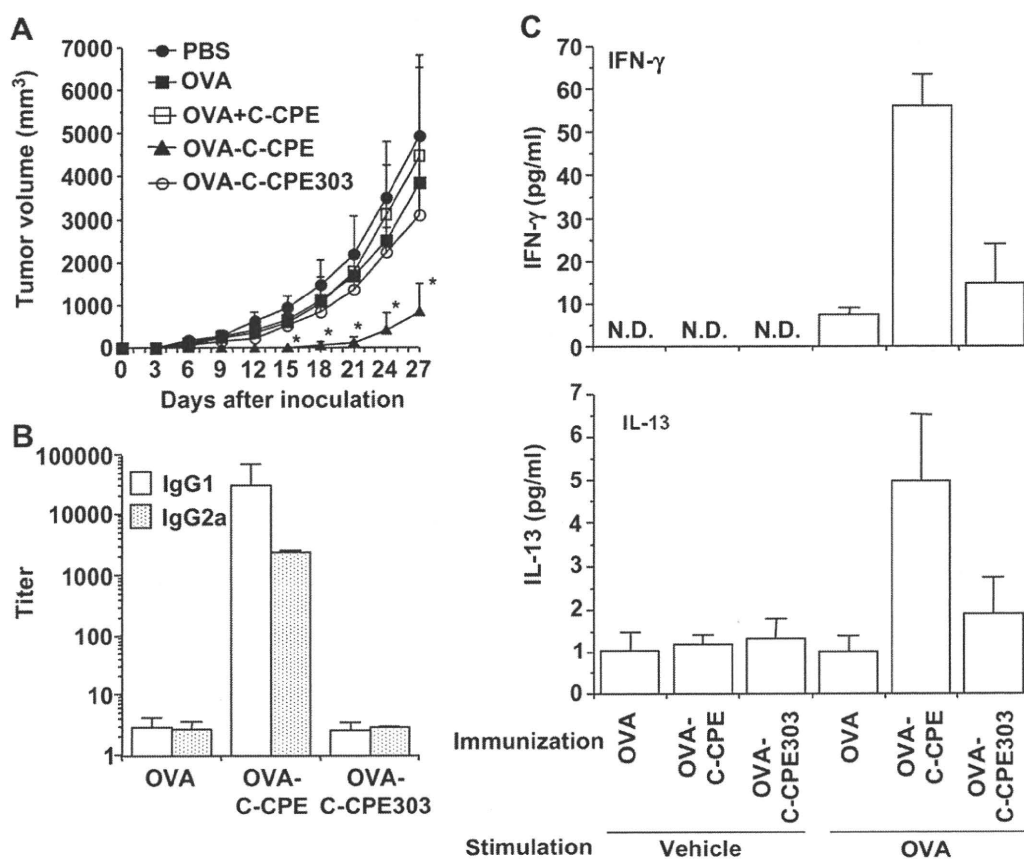 A
Tumor volume (mm³)
7000
6000
5000
4000
3000
2000
1000
0
PBS
OVA
OVA+C-CPE
OVA-C-CPE
OVA-C-CPE303
* * * * *
0 3 6 9 12 15 18 21 24 27
Days after inoculation
B
Titer
100000
10000
1000
100
10
1
IgG1
IgG2a
OVA OVA- OVA-
C-CPE C-CPE303
C
IFN-γ (pg/ml)
70
60
50
40
30
20
10
0
IFN-γ
N.D. N.D. N.D.
IL-13 (pg/ml)
7
6
5
4
3
2
1
0
IL-13
Immunization
OVA
OVA-
C-CPE
OVA-
C-CPE303
OVA
OVA-
C-CPE
OVA-
C-CPE303
Stimulation Vehicle OVA